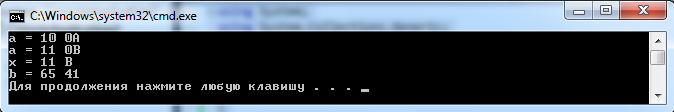 C:\Windows\system32\cmd.exe
a = 10 0A
a = 11 0B
x = 11 B
b = 65 41
Для продолжения нажмите любую клавишу . . . _